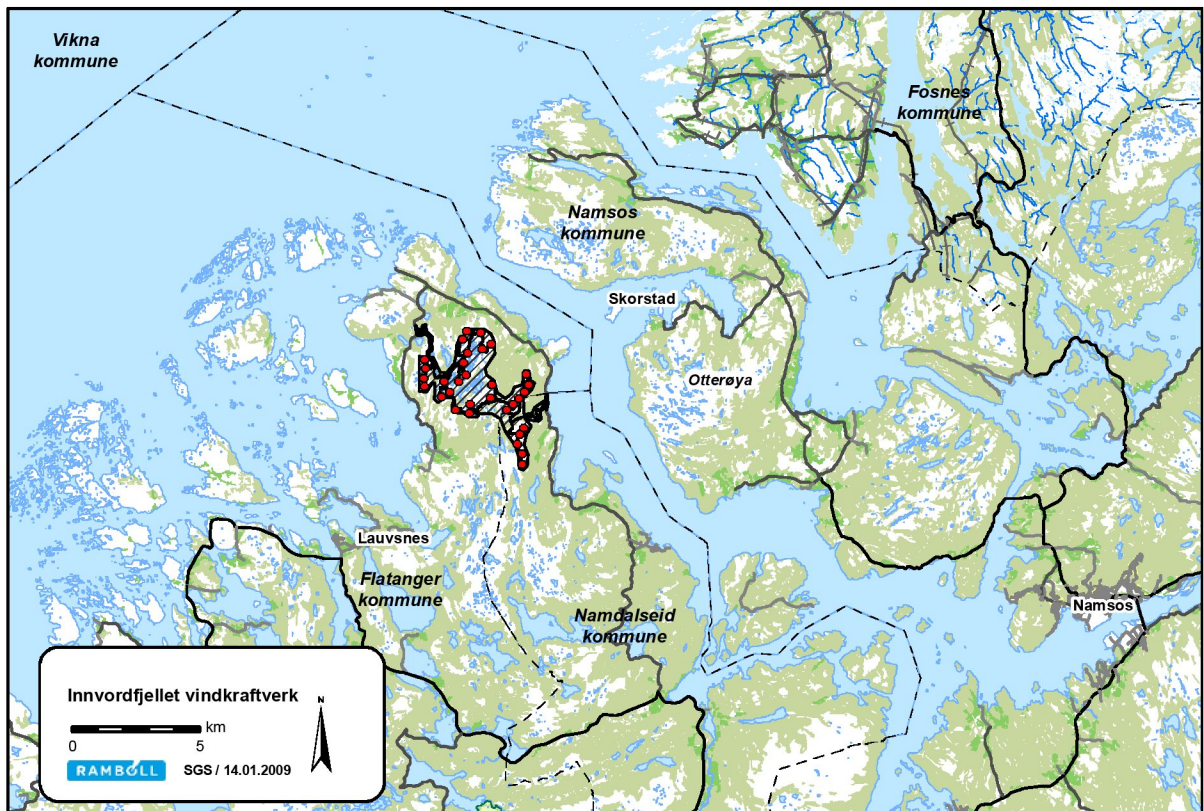 Vikna
kommune
Fosnes
kommune
Namsos
kommune
Skorstad
Otterøya
Lauvsnes
Flatanger
kommune
Namdalseid
kommune
Namsos
Innvordfjellet vindkraftverk
N
km
0 5
RAMBOLL SGS / 14.01.2009